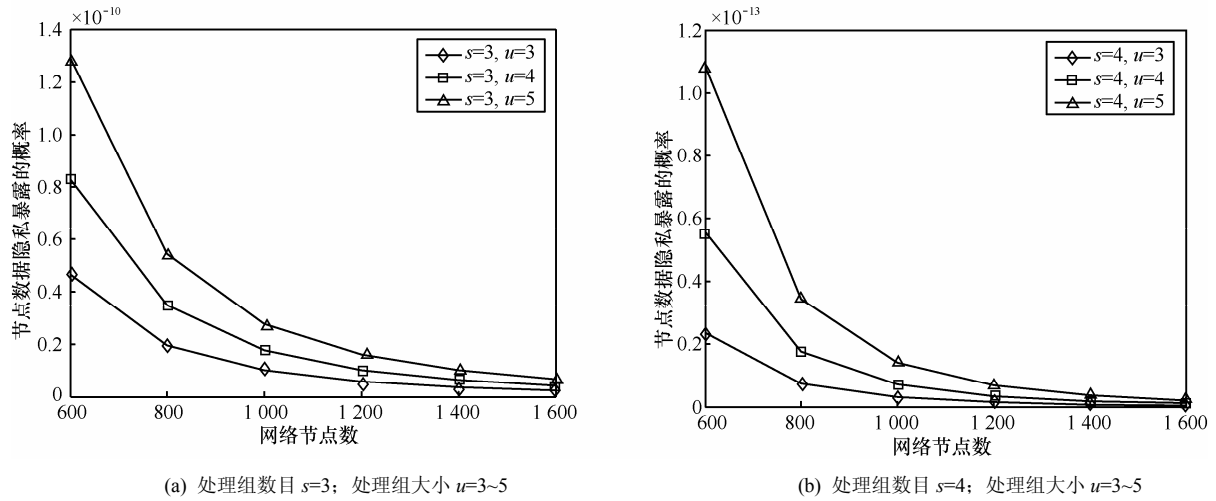 ×10⁻¹⁰
1.4
1.2
1.0
0.8
0.6
0.4
0.2
0
节点数据隐私暴露的概率
s=3, u=3
s=3, u=4
s=3, u=5
600 800 1 000 1200 1 400 1 600
网络节点数
(a) 处理组数目 s=3；处理组大小 u=3~5
×10⁻¹³
1.2
1.0
0.8
0.6
0.4
0.2
0
节点数据隐私暴露的概率
s=4, u=3
s=4, u=4
s=4, u=5
600 800 1 000 1 200 1 400 1 600
网络节点数
(b) 处理组数目 s=4；处理组大小 u=3~5